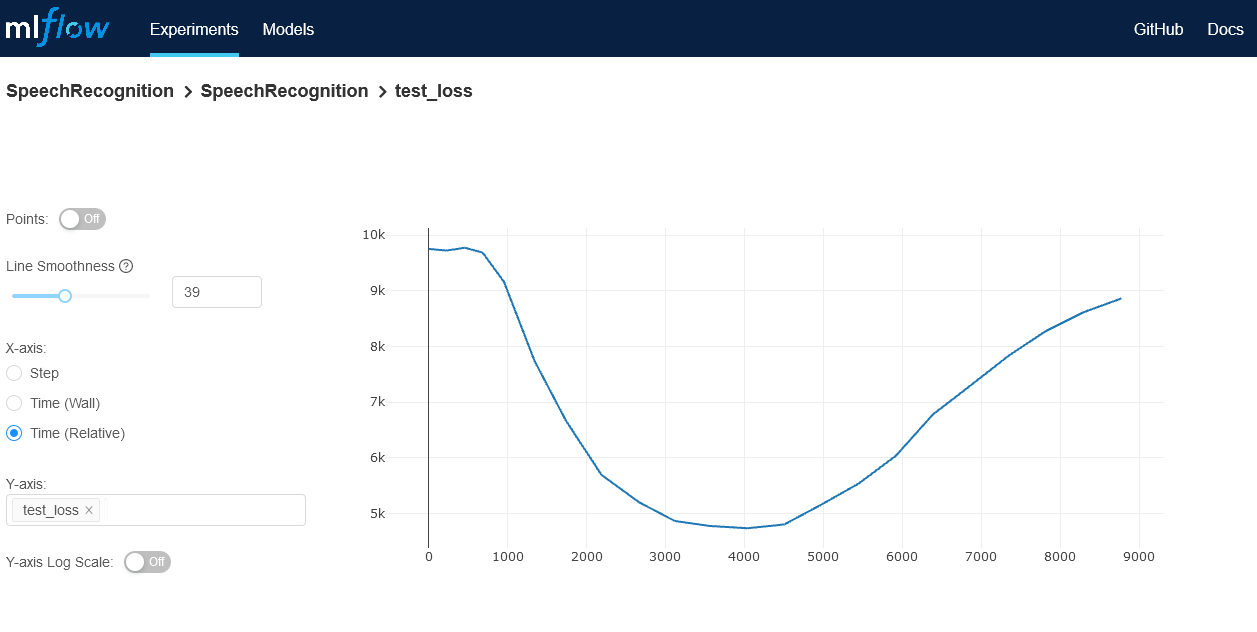 mlflow Experiments Models GitHub Docs
SpeechRecognition > SpeechRecognition > test_loss
Points: Off
Line Smoothness ?
39
X-axis:
Step
Time (Wall)
Time (Relative)
Y-axis:
test_loss ×
Y-axis Log Scale: Off
10k
9k
8k
7k
6k
5k
0 1000 2000 3000 4000 5000 6000 7000 8000 9000